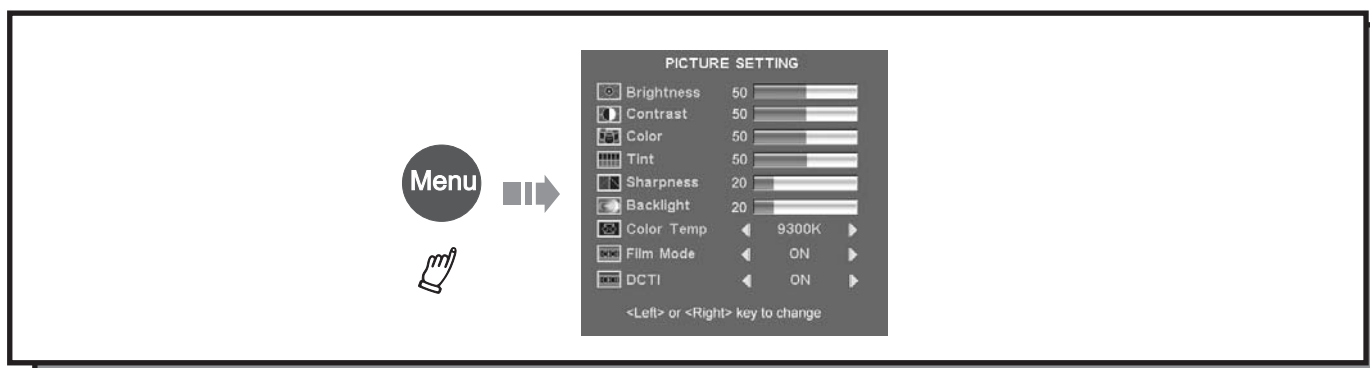 Menu
PICTURE SETTING
Brightness 50
Contrast 50
Color 50
Tint 50
Sharpness 20
Backlight 20
Color Temp 9300K
Film Mode ON
DCTI ON
<Left> or <Right> key to change